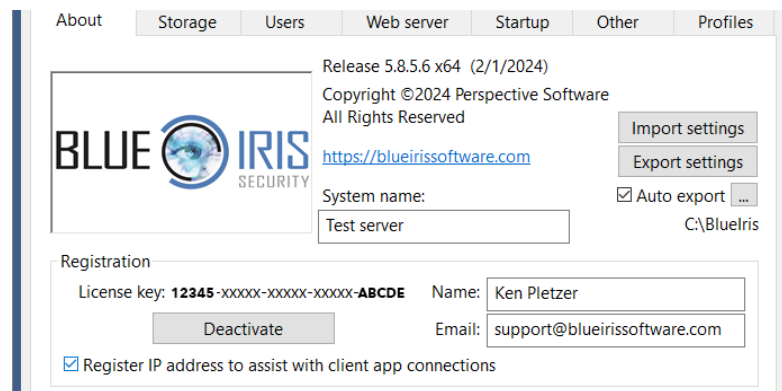 About Storage Users Web server Startup Other Profiles
Release 5.8.5.6 x64 (2/1/2024)
Copyright ©2024 Perspective Software
All Rights Reserved
BLUE IRIS
SECURITY
https://blueirissoftware.com
Import settings
Export settings
System name:
Auto export ...
Test server
C:\BlueIris
Registration
License key: 12345-xxxxx-xxxxx-xxxxx-ABCDE Name: Ken Pletzer
Deactivate Email: support@blueirissoftware.com
Register IP address to assist with client app connections